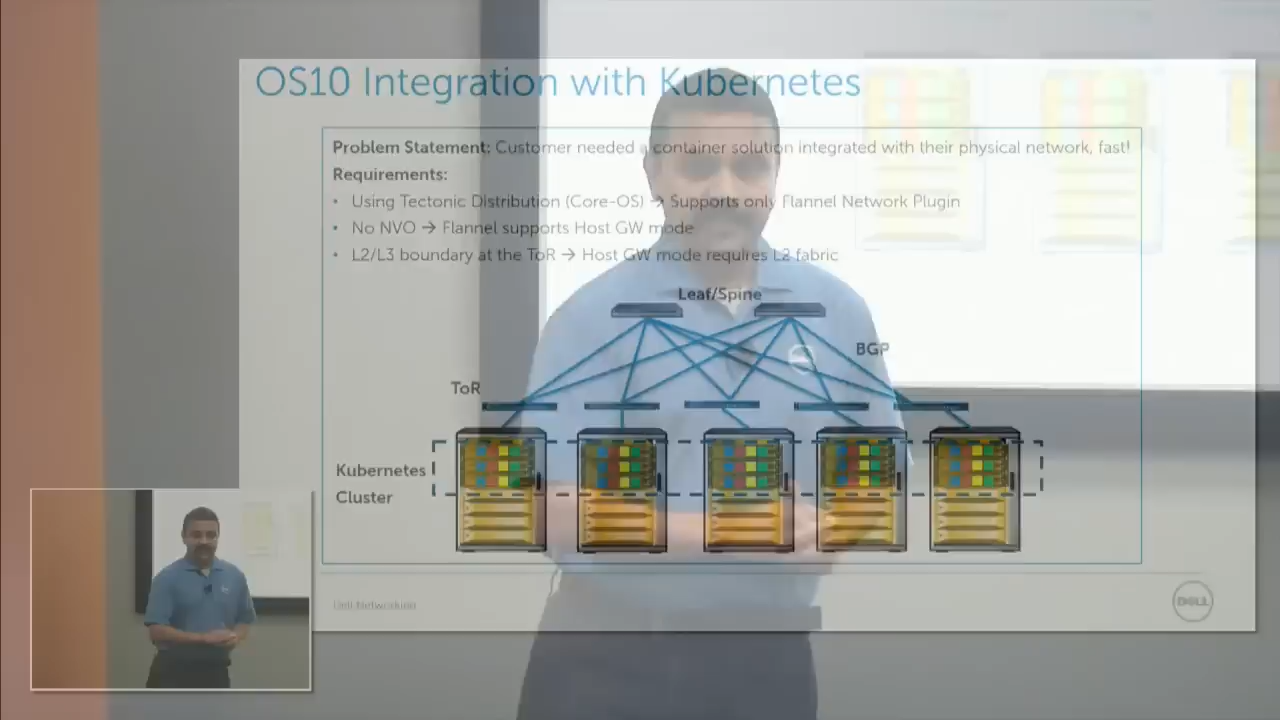 OS10 Integration with Kubernetes
Problem Statement: Customer needed a container solution integrated with their physical network, fast!
Requirements:
• Using Tectonic Distribution (Core-OS) → Supports only Flannel Network Plugin
• No NVO → Flannel supports Host GW mode
• L2/L3 boundary at the ToR → Host GW mode requires L2 fabric
Leaf/Spine
BGP
ToR
Kubernetes
Cluster
Dell Networking
DELL